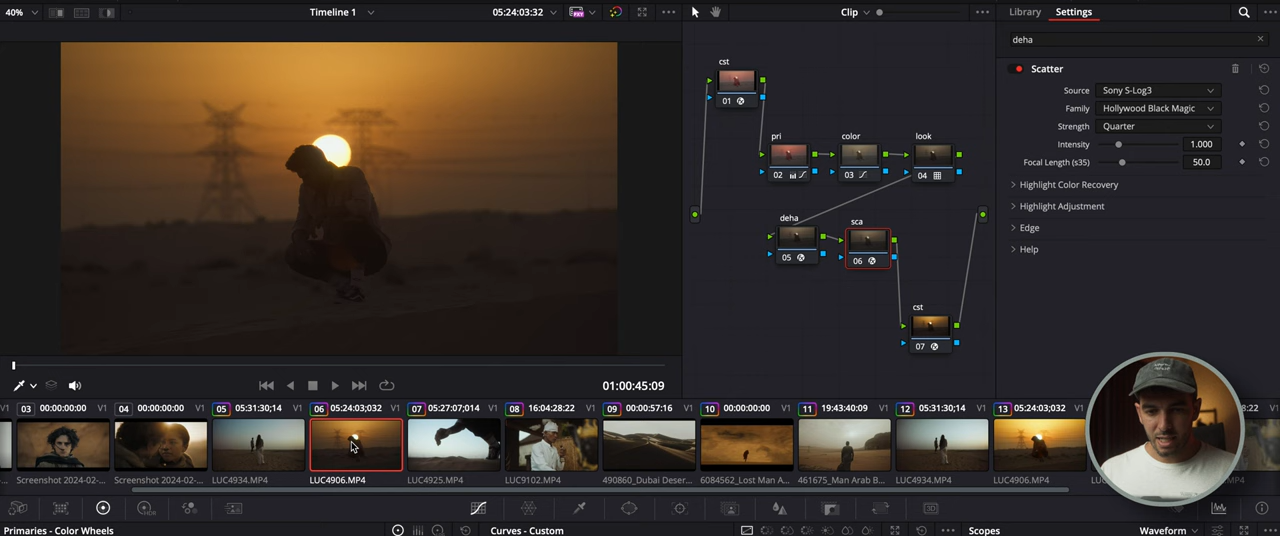 40%
Timeline 1
05:24:03:32
Clip
Library
Settings
deha
Scatter
Source
Sony S-Log3
Family
Hollywood Black Magic
Strength
Quarter
Intensity
1.000
Focal Length (s35)
50.0
Highlight Color Recovery
Highlight Adjustment
Edge
Help
cst
01
pri
color
look
02
03
04
deha
sca
05
06
cst
07
01:00:45:09
V1
03 00:00:00:00 V1
04 00:00:00:00 V1
05 05:31:30;14 V1
06 05:24:03;032 V1
07 05:27:07;014 V1
08 16:04:28:22 V1
09 00:00:57:16 V1
10 00:00:00:00 V1
11 19:43:40:09 V1
12 05:31:30;14 V1
13 05:24:03;032 V1
V1
Screenshot 2024-02-...
Screenshot 2024-02-...
LUC4934.MP4
LUC4906.MP4
LUC4925.MP4
LUC9102.MP4
490860_Dubai Deser...
6084562_Lost Man A...
461627_Man Arab B...
LUC4934.MP4
LUC4906.MP4
HDR
3D
Primaries - Color Wheels
Curves - Custom
Scopes
Waveform